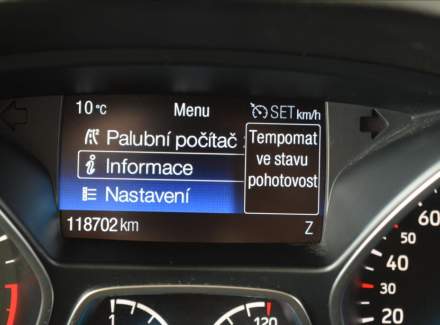 10 °C Menu SET km/h
Palubní počítač
Informace
Nastavení
Tempomat
ve stavu
pohotovost
118702 km Z
60
50
40
30
20
120